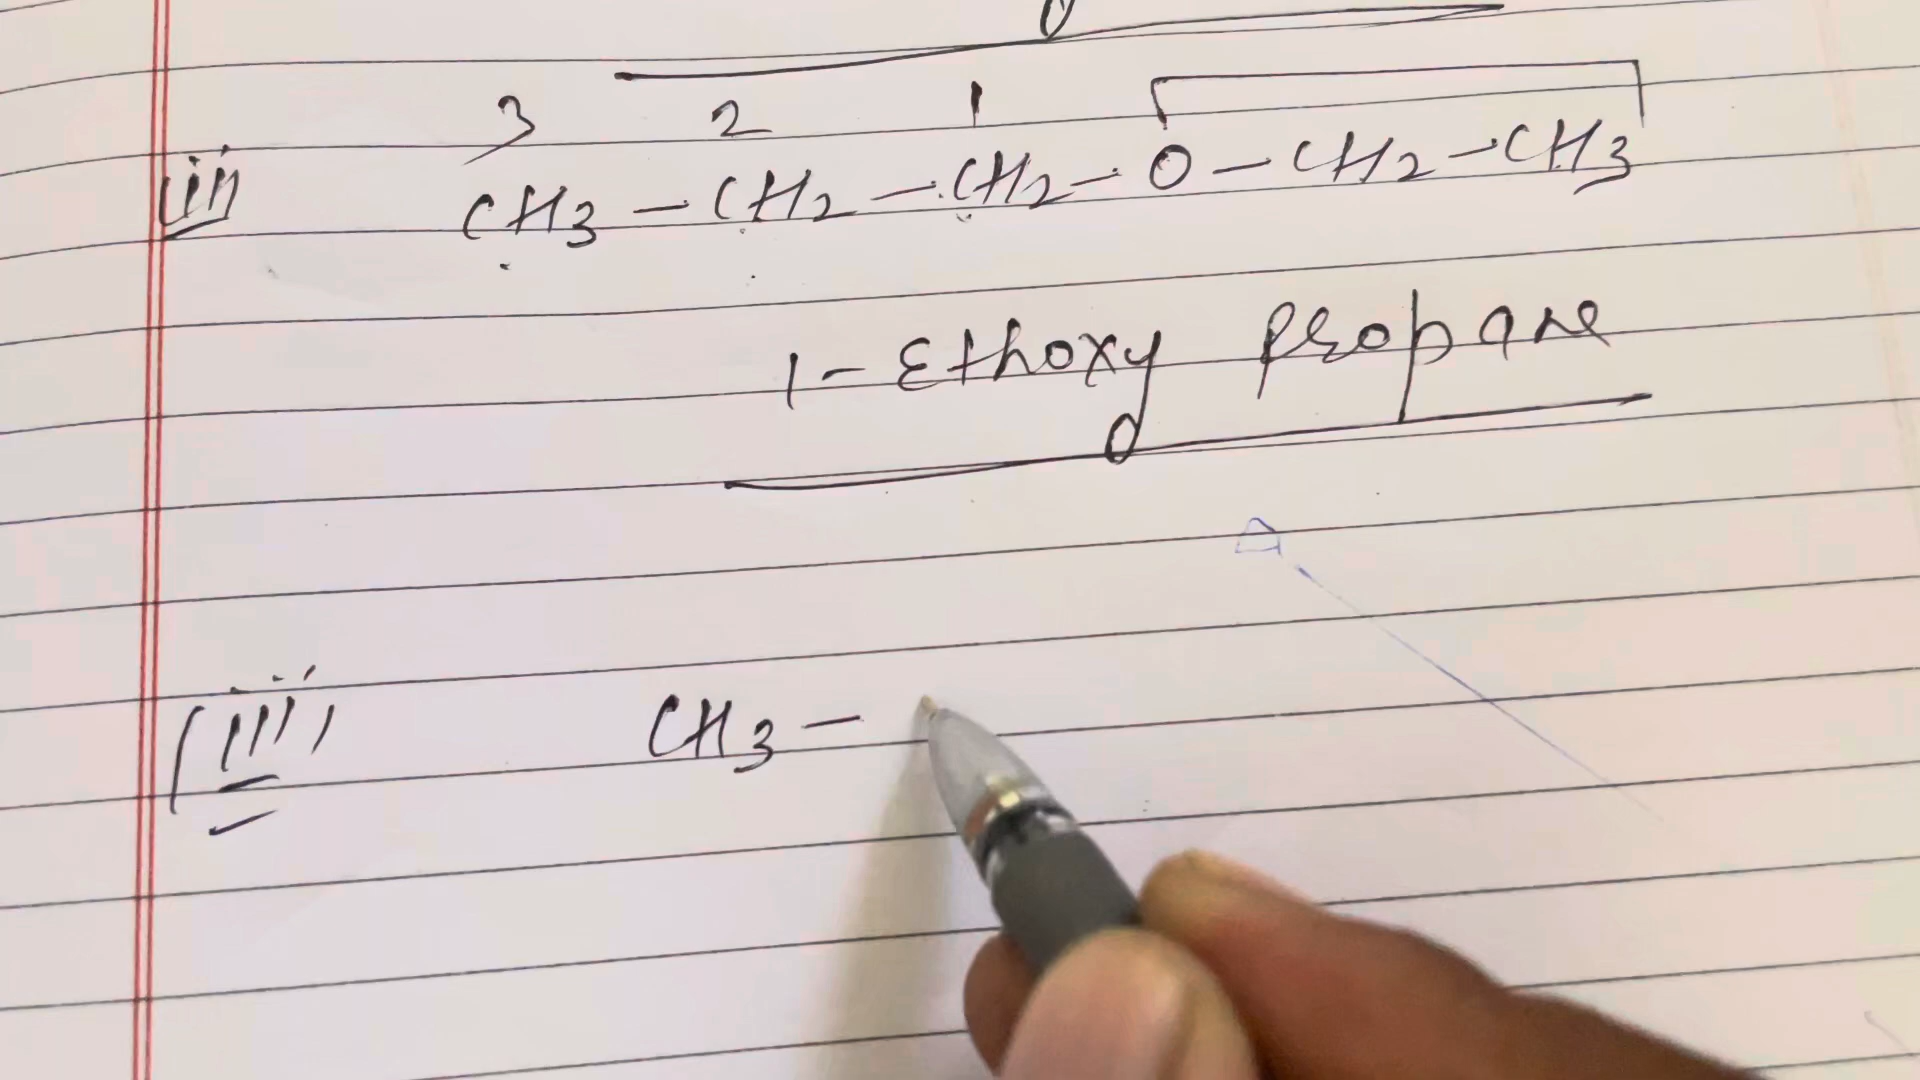 3 2 1
(ii) CH3 - CH2 - CH2 - O - CH2 - CH3
1 - Ethoxy propane
(iii) CH3 -